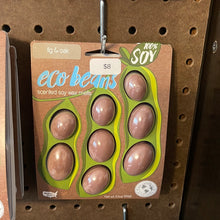 fig & oak
100%
SOY
$8
eco beans
scented soy wax melts